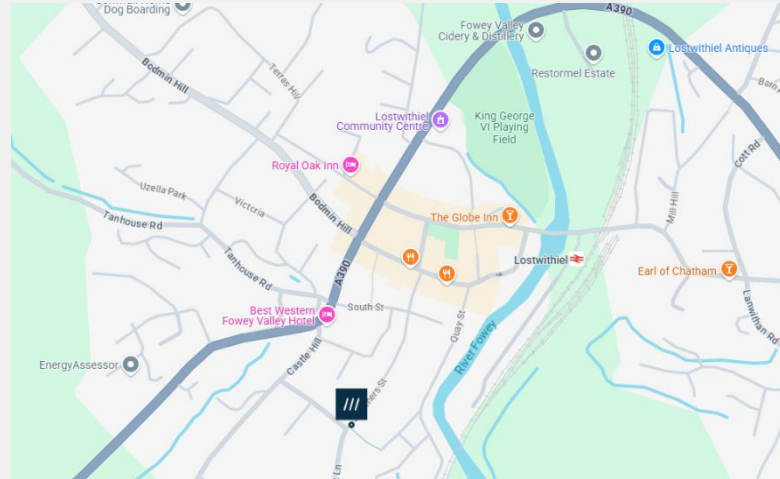 Dog Boarding
Fowey Valley
Cidery & Distillery
A390
Lostwithiel Antiques
Restormel Estate
Bodmin Hill
Terras Hill
Lostwithiel
Community Centre
King George
VI Playing
Field
Cott Rd
Royal Oak Inn
Mill Hill
Uzella Park
Victoria
Bodmin Hill
The Globe Inn
Tanhouse Rd
Tanhouse Rd
Lostwithiel
Earl of Chatham
A390
Lanwithan Rd
Best Western
Fowey Valley Hotel
South St
Quay St
River Fowey
EnergyAssessor
Castle Hill